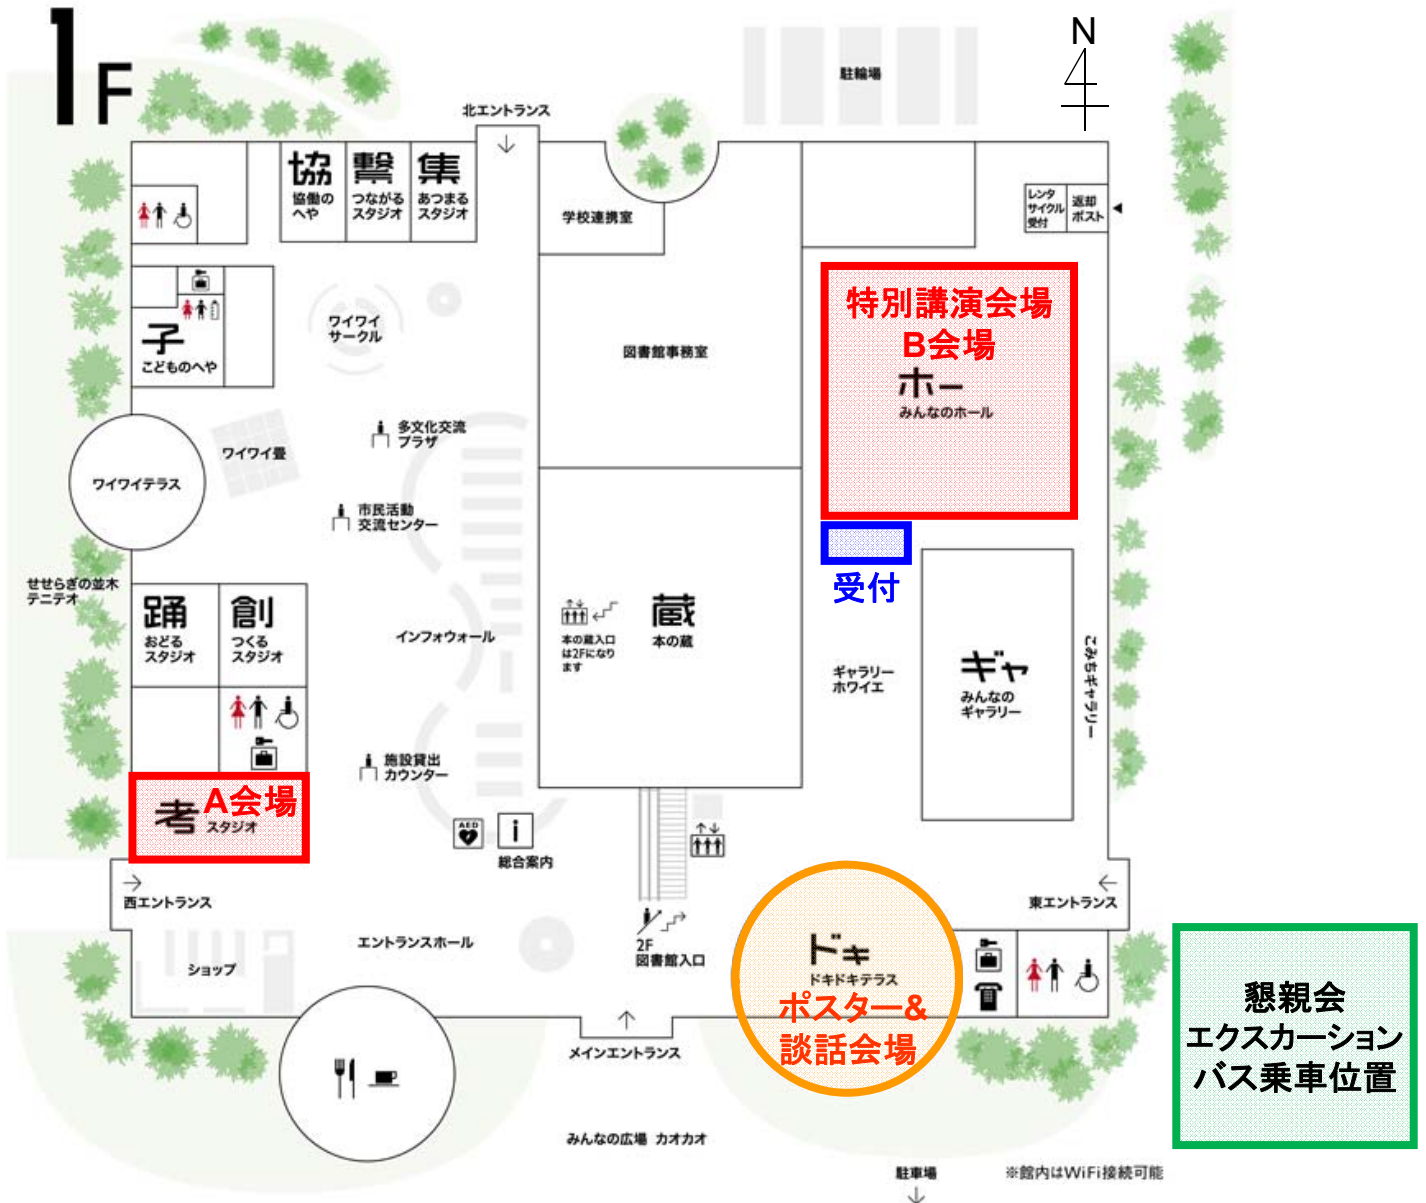 1F
N
駐輪場
北エントランス
協
協働の
へや
繋
つながる
スタジオ
集
あつまる
スタジオ
学校連携室
レンタ
サイクル
受付
返却
ポスト
子
こどものへや
ワイワイ
サークル
図書館事務室
特別講演会場
B会場
ホー
みんなのホール
多文化交流
プラザ
ワイワイ畳
ワイワイテラス
市民活動
交流センター
受付
せせらぎの並木
テニテオ
踊
おどる
スタジオ
創
つくる
スタジオ
インフォウォール
本の蔵入口
は2Fになり
ます
蔵
本の蔵
ギャラリー
ホワイエ
ギャ
みんなの
ギャラリー
こみちギャラリー
施設貸出
カウンター
考
A会場
スタジオ
AED
i
総合案内
西エントランス
東エントランス
エントランスホール
2F
図書館入口
ショップ
ドキ
ドキドキテラス
ポスター&
談話会場
メインエントランス
懇親会
エクスカーション
バス乗車位置
みんなの広場 カオカオ
駐車場
※館内はWiFi接続可能